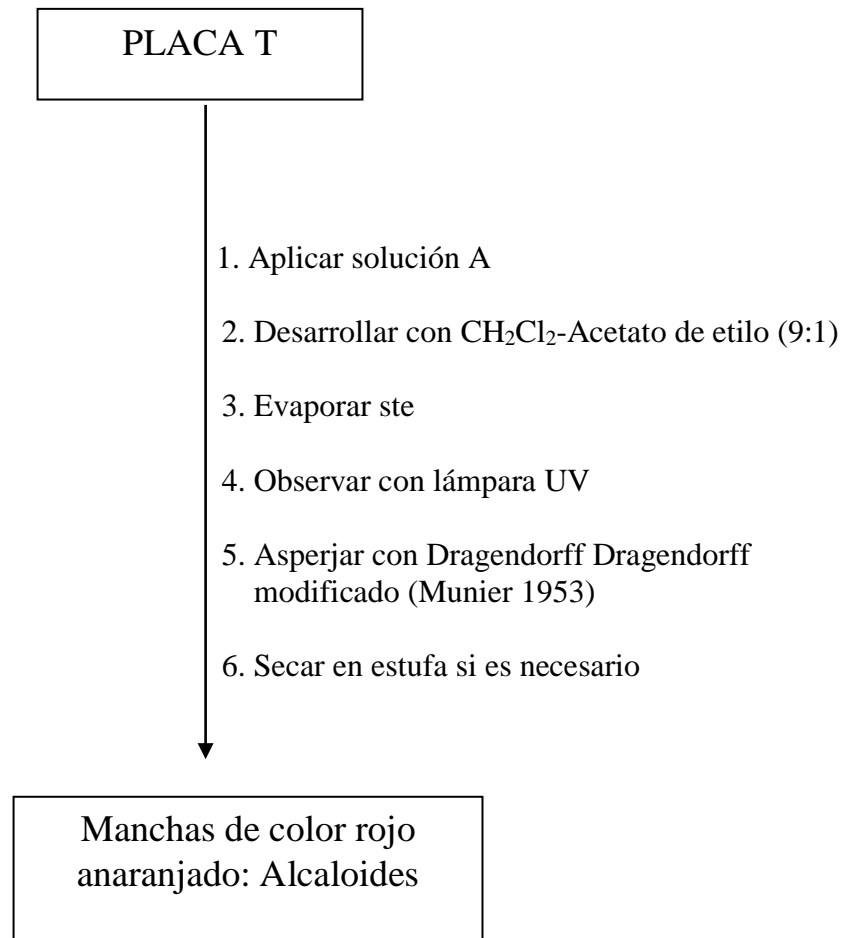 PLACA T
1. Aplicar solución A
2. Desarrollar con CH₂Cl₂-Acetato de etilo (9:1)
3. Evaporar ste
4. Observar con lámpara UV
5. Asperjar con Dragendorff Dragendorff
modificado (Munier 1953)
6. Secar en estufa si es necesario
Manchas de color rojo
anaranjado: Alcaloides